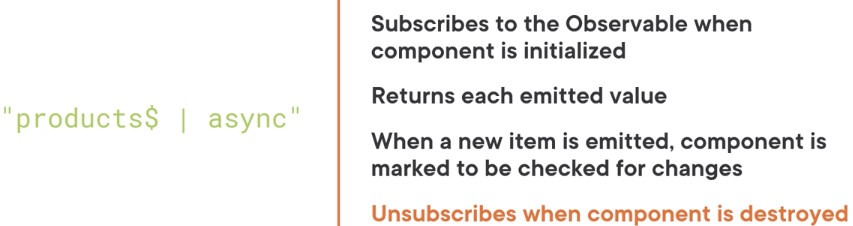 "products$ | async"
Subscribes to the Observable when
component is initialized
Returns each emitted value
When a new item is emitted, component is
marked to be checked for changes
Unsubscribes when component is destroyed